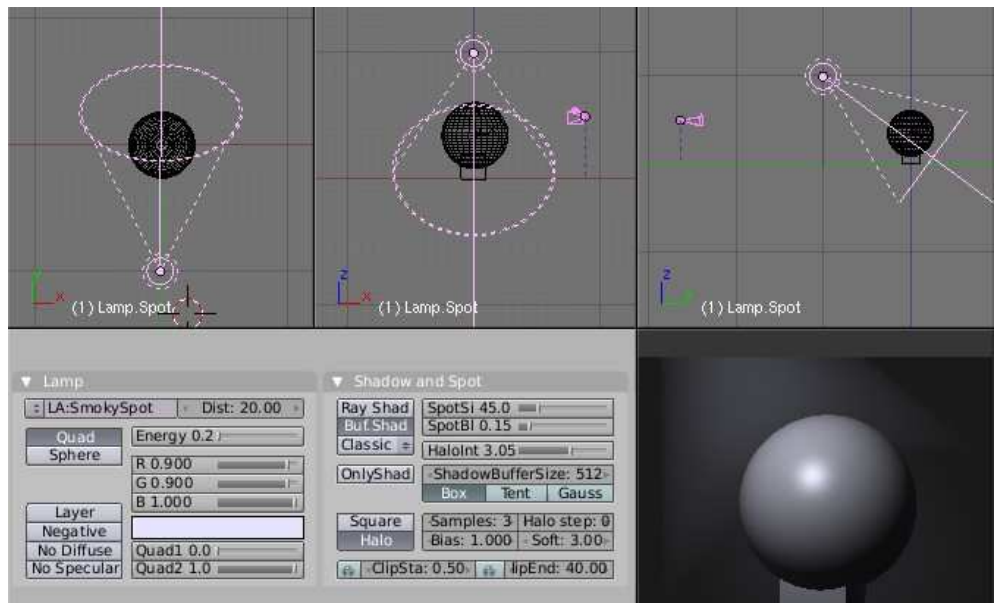 y
x
(1) Lamp.Spot
z
x
(1) Lamp.Spot
z
y
(1) Lamp.Spot
Lamp
LA:SmokySpot Dist: 20.00
Quad
Sphere
Energy 0.2
R 0.900
G 0.900
B 1.000
Layer
Negative
No Diffuse
No Specular
Quad1 0.0
Quad2 1.0
Shadow and Spot
Ray Shad
Buf.Shad
Classic
OnlyShad
SpotSi 45.0
SpotBl 0.15
HaloInt 3.05
ShadowBufferSize: 512
Box Tent Gauss
Square
Halo
Samples: 3 Halo step: 0
Bias: 1.000 Soft: 3.00
ClipSta: 0.50 lipEnd: 40.00